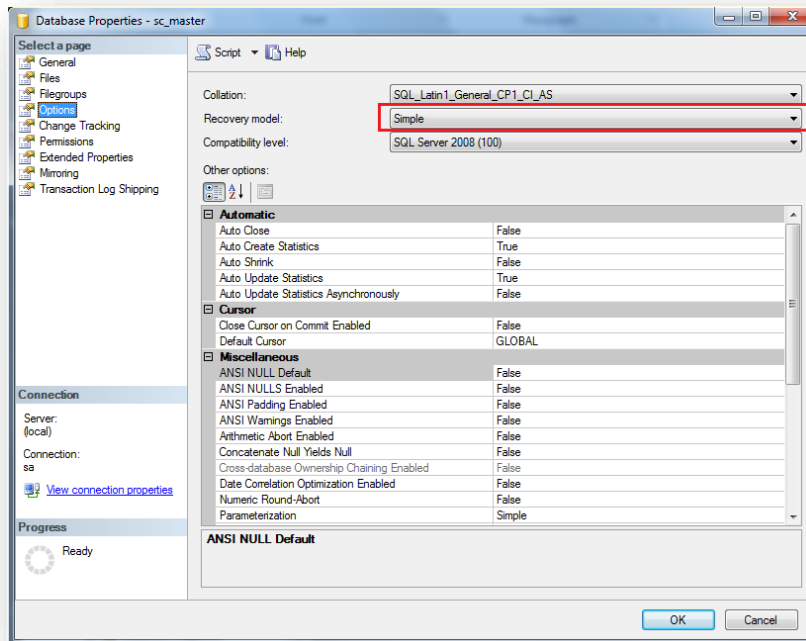 Database Properties - sc_master
Select a page
General
Files
Filegroups
Options
Change Tracking
Permissions
Extended Properties
Mirroring
Transaction Log Shipping
Connection
Server:
(local)
Connection:
sa
View connection properties
Progress
Ready
Script Help
Collation: SQL_Latin1_General_CP1_CI_AS
Recovery model: Simple
Compatibility level: SQL Server 2008 (100)
Other options:
Automatic
Auto Close False
Auto Create Statistics True
Auto Shrink False
Auto Update Statistics True
Auto Update Statistics Asynchronously False
Cursor
Close Cursor on Commit Enabled False
Default Cursor GLOBAL
Miscellaneous
ANSI NULL Default False
ANSI NULLS Enabled False
ANSI Padding Enabled False
ANSI Warnings Enabled False
Arithmetic Abort Enabled False
Concatenate Null Yields Null False
Cross-database Ownership Chaining Enabled False
Date Correlation Optimization Enabled False
Numeric Round-Abort False
Parameterization Simple
ANSI NULL Default
OK Cancel